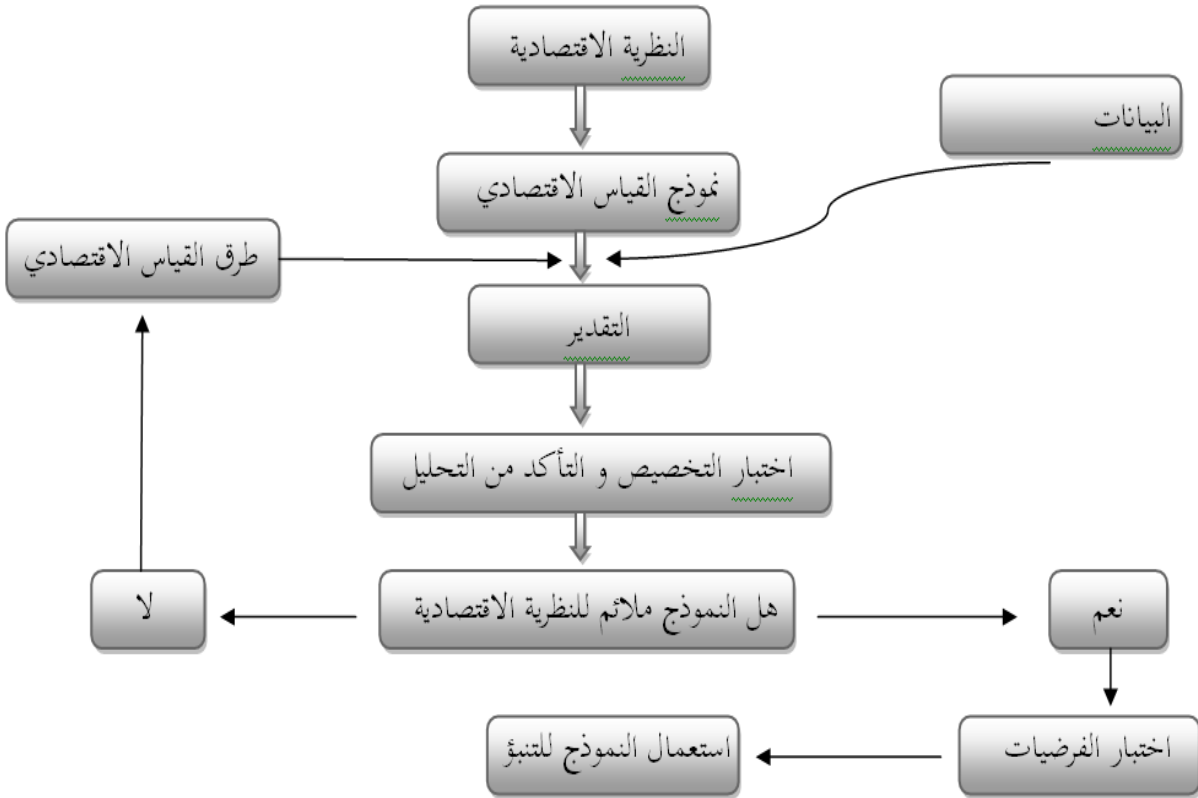 النظرية الاقتصادية
البيانات
نموذج القياس الاقتصادي
طرق القياس الاقتصادي
التقدير
اختبار التخصيص و التأكد من التحليل
هل النموذج ملائم للنظرية الاقتصادية
لا
نعم
اختبار الفرضيات
استعمال النموذج للتنبؤ